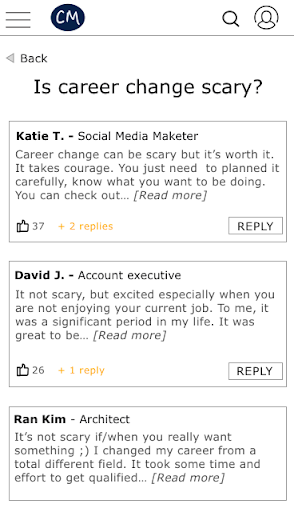 CM
Back
Is career change scary?
Katie T. - Social Media Maketer
Career change can be scary but it's worth it.
It takes courage. You just need to planned it
carefully, know what you want to be doing.
You can check out... [Read more]
37 + 2 replies REPLY
David J. - Account executive
It not scary, but excited especially when you
are not enjoying your current job. To me, it
was a significant period in my life. It was
great to be... [Read more]
26 + 1 reply REPLY
Ran Kim - Architect
It's not scary if/when you really want
something ;) I changed my career from a
total different field. It took some time and
effort to get qualified... [Read more]